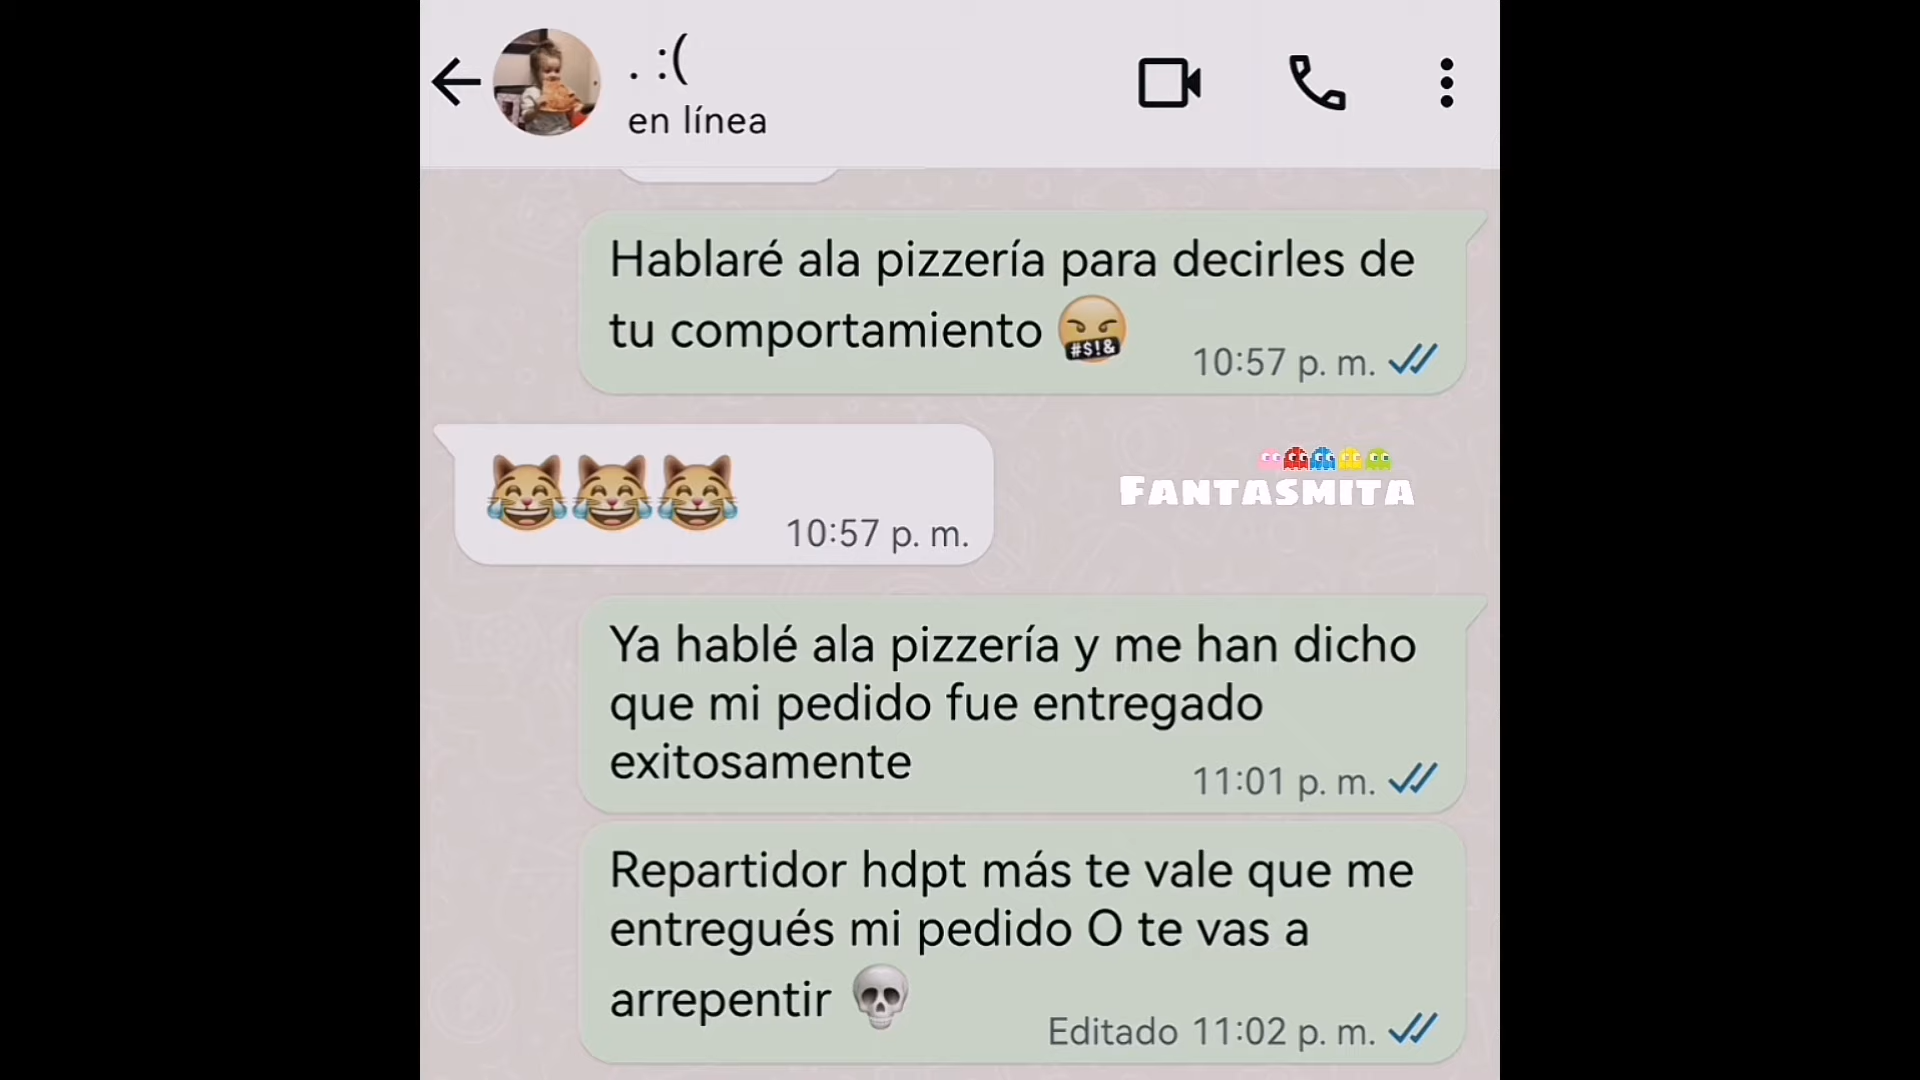 . :(
en línea
Hablaré ala pizzería para decirles de
tu comportamiento 🤬
10:57 p. m.
😹😹😹
10:57 p. m.
FANTASMITA
Ya hablé ala pizzería y me han dicho
que mi pedido fue entregado
exitosamente
11:01 p. m.
Repartidor hdpt más te vale que me
entregués mi pedido O te vas a
arrepentir 💀
Editado 11:02 p. m.